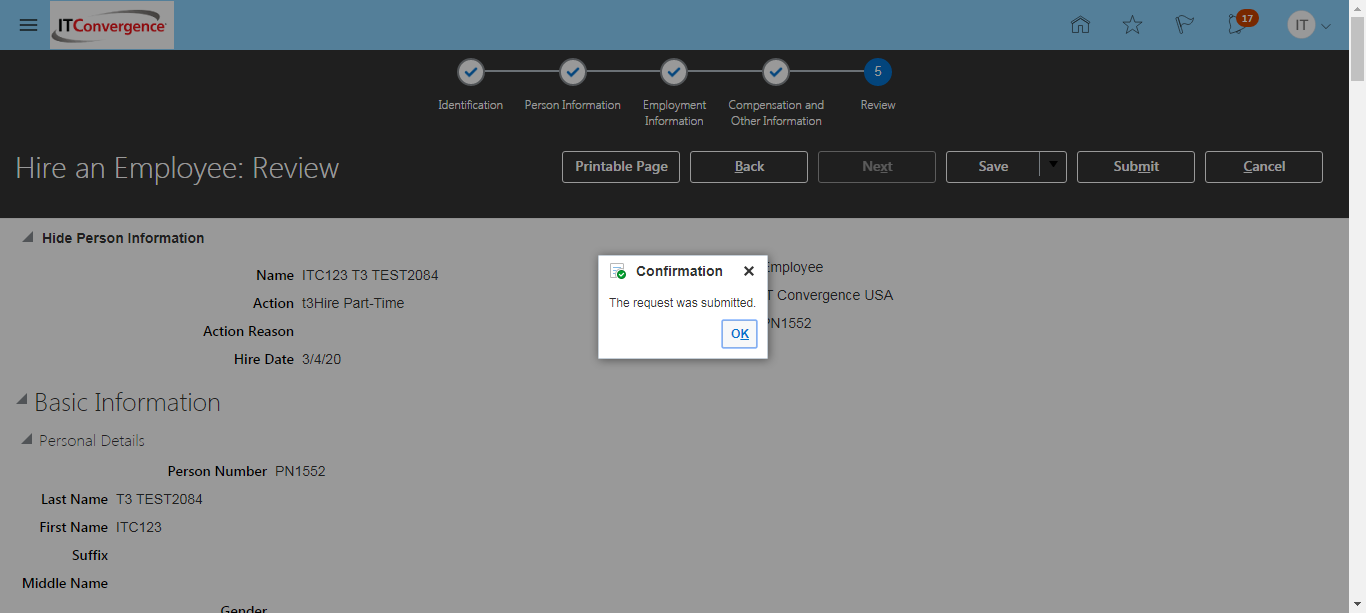 ITConvergence
17
IT
5
Identification
Person Information
Employment
Information
Compensation and
Other Information
Review
Hire an Employee: Review
Printable Page
Back
Next
Save
Submit
Cancel
Hide Person Information
Name ITC123 T3 TEST2084
Action t3Hire Part-Time
Action Reason
Hire Date 3/4/20
Confirmation
The request was submitted.
OK
Employee
T Convergence USA
PN1552
Basic Information
Personal Details
Person Number PN1552
Last Name T3 TEST2084
First Name ITC123
Suffix
Middle Name
Gender